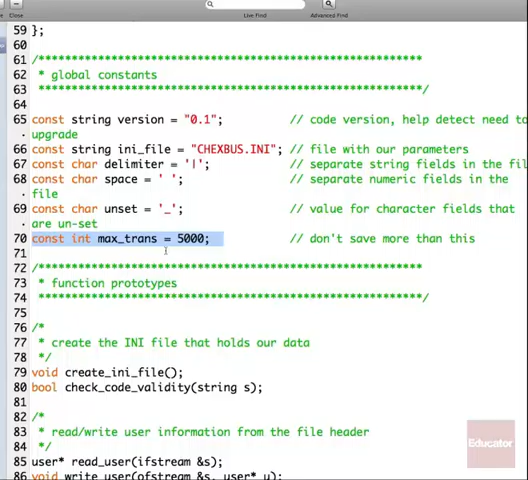 Close
Live Find
Advanced Find
59 };
60
61 /**********************************************************************
62 * global constants
63 **********************************************************************/
64
65 const string version = "0.1"; // code version, help detect need to
· upgrade
66 const string ini_file = "CHEXBUS.INI"; // file with our parameters
67 const char delimiter = '|'; // separate string fields in the fil
68 const char space = ' '; // separate numeric fields in the
· file
69 const char unset = '_'; // value for character fields that
· are un-set
70 const int max_trans = 5000; // don't save more than this
71
72 /**********************************************************************
73 * function prototypes
74 **********************************************************************/
75
76 /*
77 * create the INI file that holds our data
78 */
79 void create_ini_file();
80 bool check_code_validity(string s);
81
82 /*
83 * read/write user information from the file header
84 */
85 user* read_user(ifstream &s);
86 void write_user(ofstream &s, user* u);
Educator